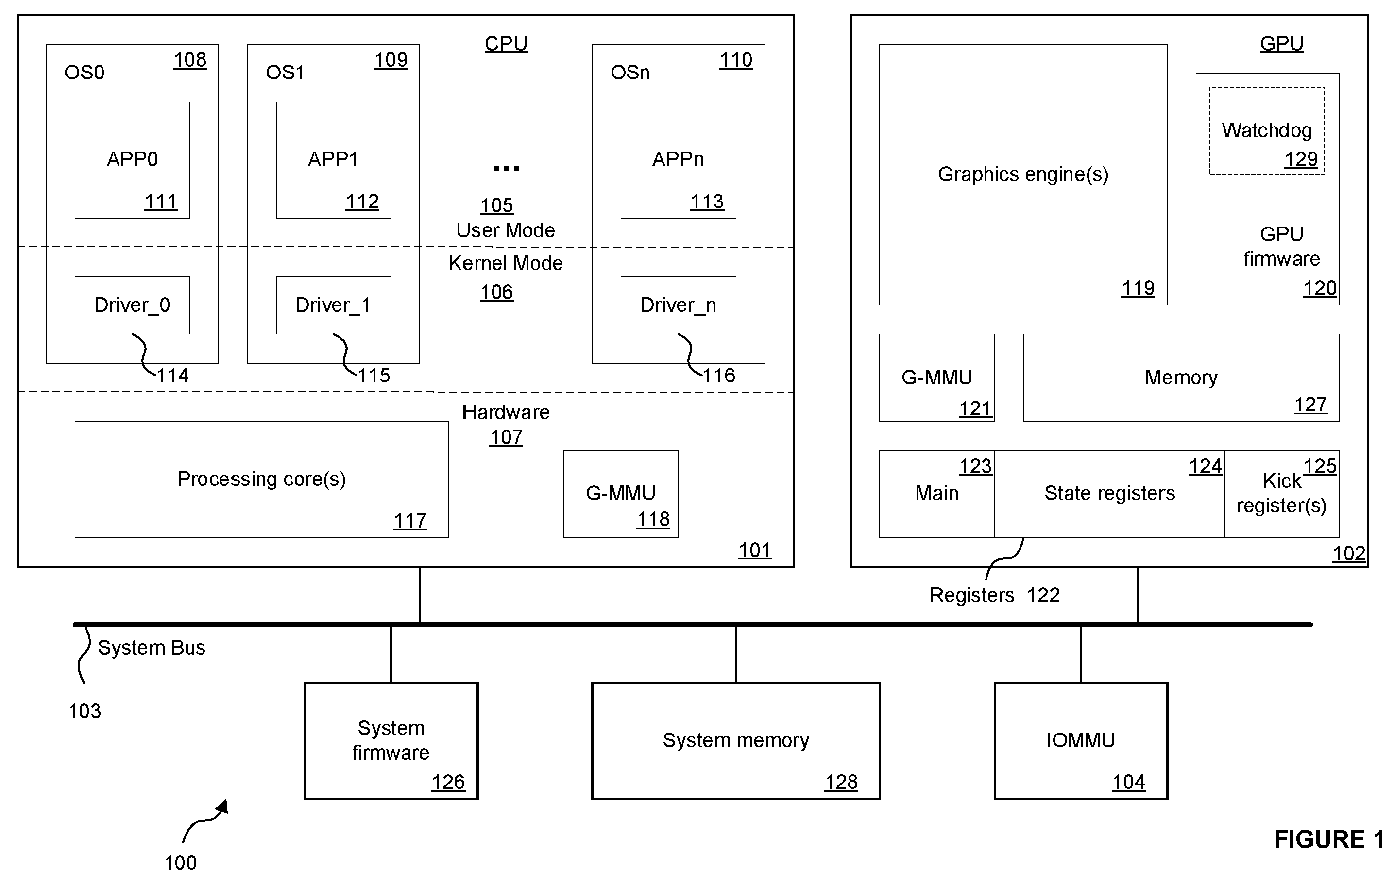 CPU
OS0
108
APP0
111
OS1
109
APP1
112
...
OSn
110
APPn
113
105
User Mode
Kernel Mode
106
Driver_0
114
Driver_1
115
Driver_n
116
Hardware
107
Processing core(s)
117
G-MMU
118
101
GPU
Graphics engine(s)
119
Watchdog
129
GPU
firmware
120
G-MMU
121
Memory
127
Main
123
State registers
124
Kick
register(s)
125
102
Registers 122
System Bus
103
System
firmware
126
System memory
128
IOMMU
104
100
FIGURE 1